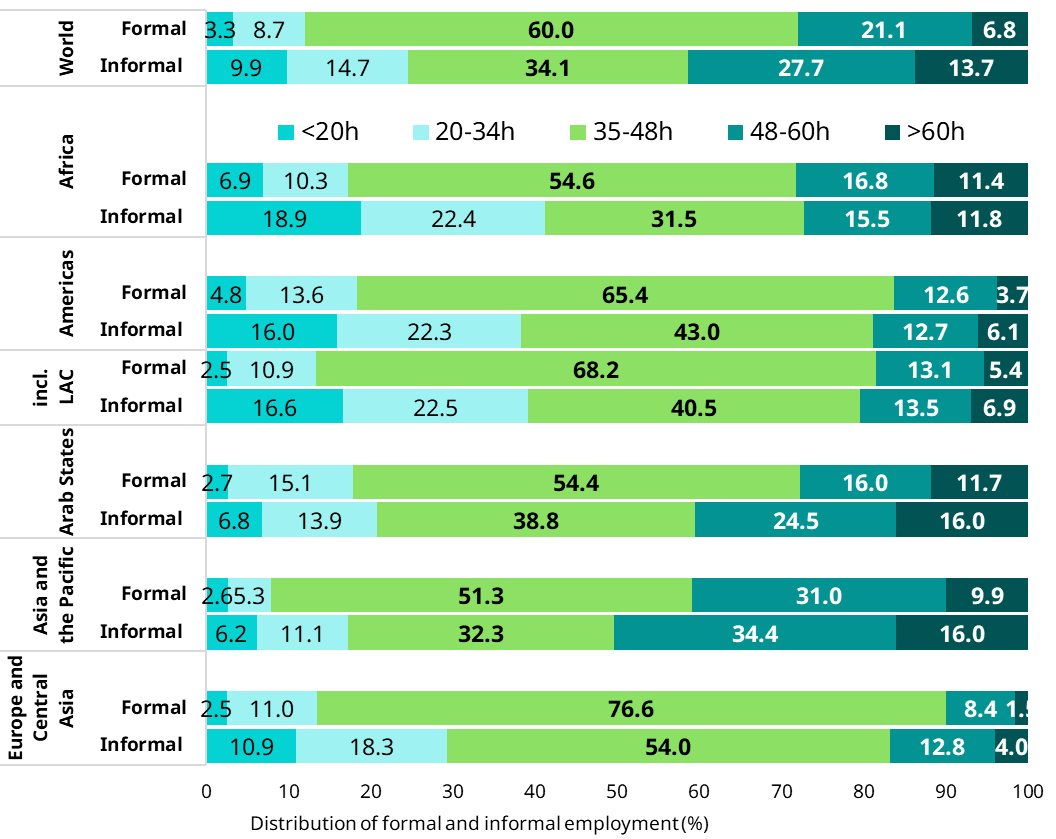 World
Formal
3.3 8.7 60.0 21.1 6.8
Informal
9.9 14.7 34.1 27.7 13.7
<20h 20-34h 35-48h 48-60h >60h
Africa
Formal
6.9 10.3 54.6 16.8 11.4
Informal
18.9 22.4 31.5 15.5 11.8
Americas
Formal
4.8 13.6 65.4 12.6 3.7
Informal
16.0 22.3 43.0 12.7 6.1
incl.
LAC
Formal
2.5 10.9 68.2 13.1 5.4
Informal
16.6 22.5 40.5 13.5 6.9
Arab States
Formal
2.7 15.1 54.4 16.0 11.7
Informal
6.8 13.9 38.8 24.5 16.0
Asia and
the Pacific
Formal
2.6 5.3 51.3 31.0 9.9
Informal
6.2 11.1 32.3 34.4 16.0
Europe and
Central
Asia
Formal
2.5 11.0 76.6 8.4 1.5
Informal
10.9 18.3 54.0 12.8 4.0
0 10 20 30 40 50 60 70 80 90 100
Distribution of formal and informal employment (%)